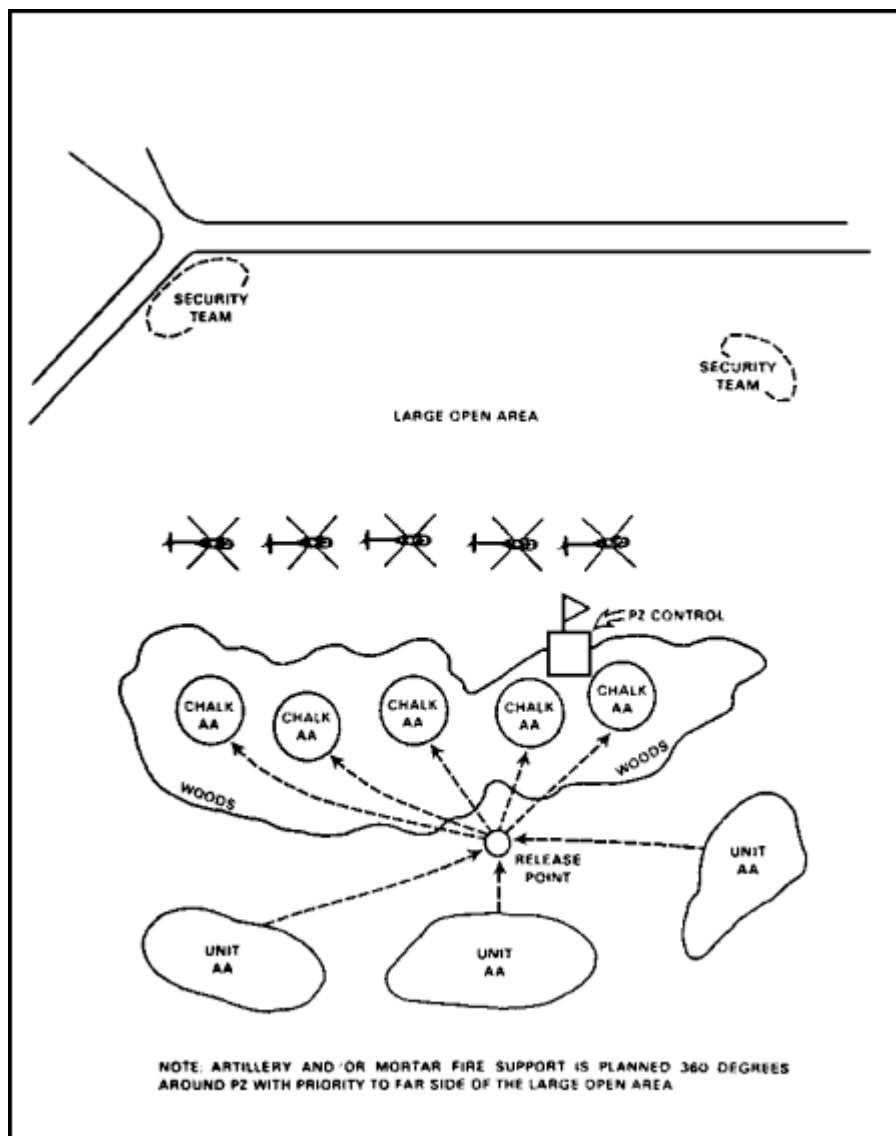 SECURITY
TEAM
SECURITY
TEAM
LARGE OPEN AREA
PZ CONTROL
CHALK
AA
CHALK
AA
CHALK
AA
CHALK
AA
CHALK
AA
WOODS
WOODS
RELEASE
POINT
UNIT
AA
UNIT
AA
UNIT
AA
NOTE: ARTILLERY AND OR MORTAR FIRE SUPPORT IS PLANNED 360 DEGREES
AROUND PZ WITH PRIORITY TO FAR SIDE OF THE LARGE OPEN AREA